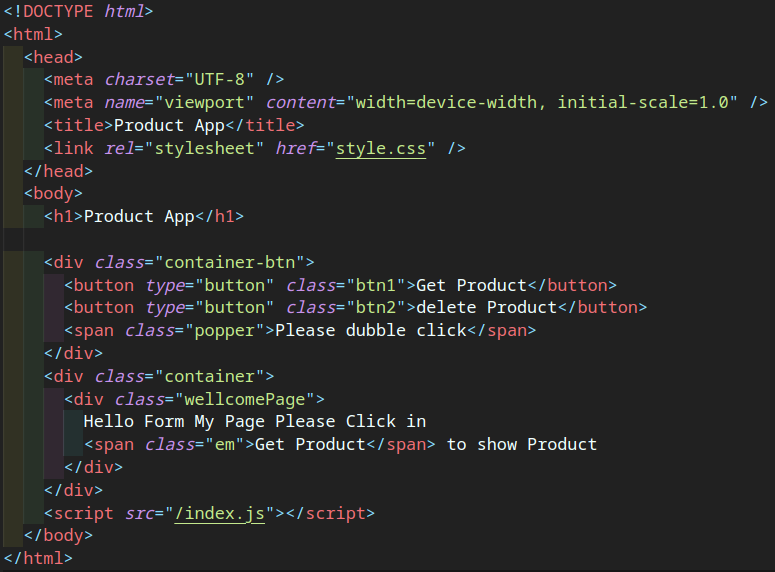 <!DOCTYPE html>
<html>
<head>
<meta charset="UTF-8" />
<meta name="viewport" content="width=device-width, initial-scale=1.0" />
<title>Product App</title>
<link rel="stylesheet" href="style.css" />
</head>
<body>
<h1>Product App</h1>
<div class="container-btn">
<button type="button" class="btn1">Get Product</button>
<button type="button" class="btn2">delete Product</button>
<span class="popper">Please dubble click</span>
</div>
<div class="container">
<div class="wellcomePage">
Hello Form My Page Please Click in
<span class="em">Get Product</span> to show Product
</div>
</div>
<script src="/index.js"></script>
</body>
</html>